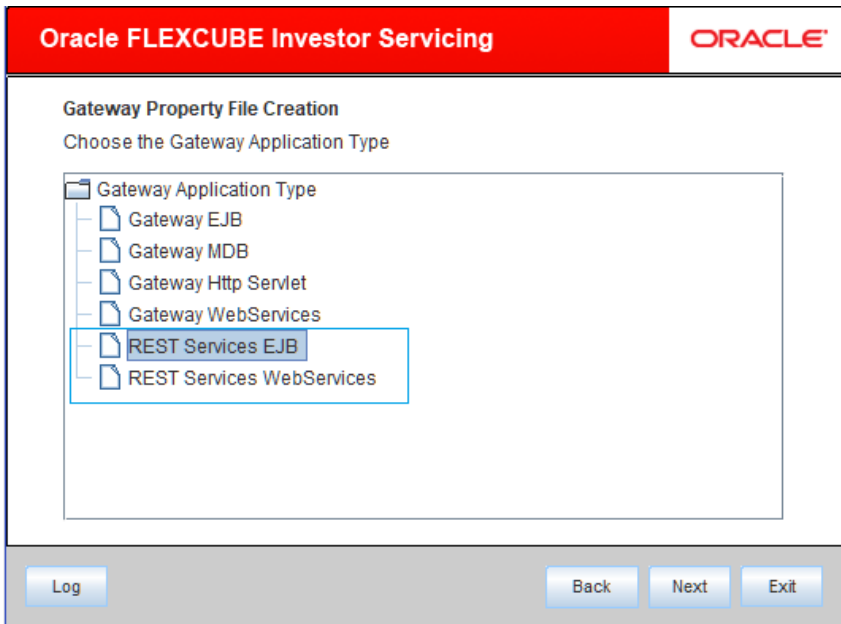 Oracle FLEXCUBE Investor Servicing ORACLE
Gateway Property File Creation
Choose the Gateway Application Type
Gateway Application Type
Gateway EJB
Gateway MDB
Gateway Http Servlet
Gateway WebServices
REST Services EJB
REST Services WebServices
Log Back Next Exit